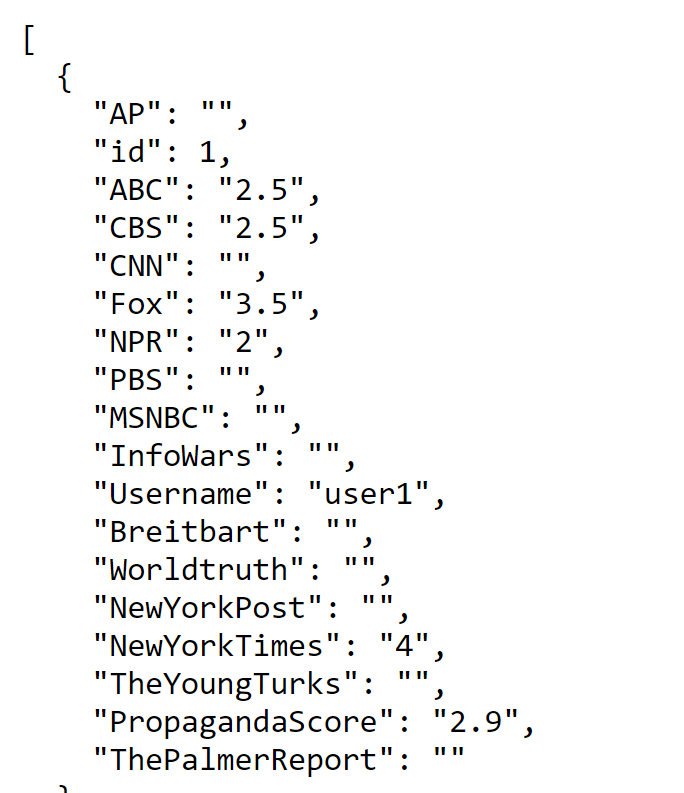 [
{
"AP": "",
"id": 1,
"ABC": "2.5",
"CBS": "2.5",
"CNN": "",
"Fox": "3.5",
"NPR": "2",
"PBS": "",
"MSNBC": "",
"InfoWars": "",
"Username": "user1",
"Breitbart": "",
"Worldtruth": "",
"NewYorkPost": "",
"NewYorkTimes": "4",
"TheYoungTurks": "",
"PropagandaScore": "2.9",
"ThePalmerReport": ""
}